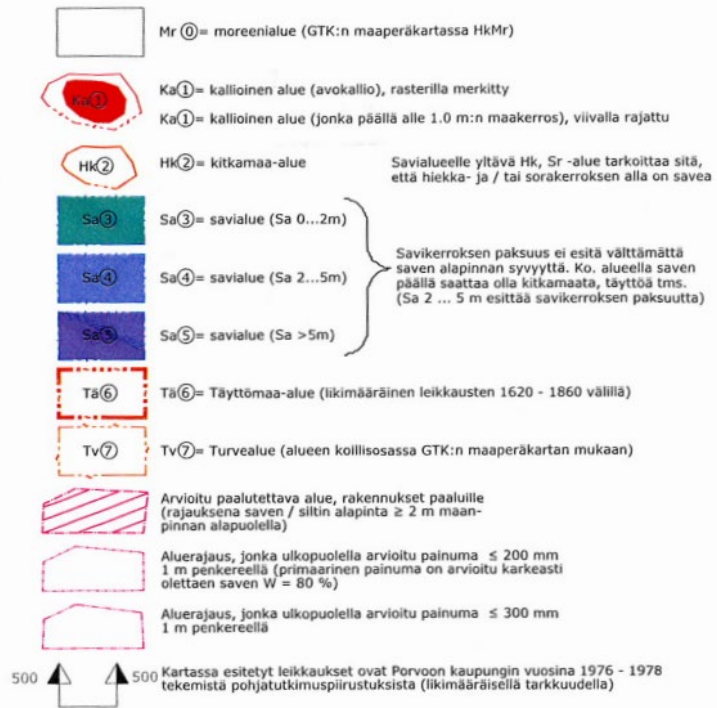 Mr ⓪= moreenialue (GTK:n maaperäkartassa HkMr)
Ka①
Ka①= kallioinen alue (avokallio), rasterilla merkitty
Ka①= kallioinen alue (jonka päällä alle 1.0 m:n maakerros), viivalla rajattu
Hk②
Hk②= kitkamaa-alue
Savialueelle yltävä Hk, Sr -alue tarkoittaa sitä,
että hiekka- ja / tai sorakerroksen alla on savea
Sa③
Sa③= savialue (Sa 0...2m)
Sa④
Sa④= savialue (Sa 2...5m)
Sa⑤
Sa⑤= savialue (Sa >5m)
Savikerroksen paksuus ei esitä välttämättä
saven alapinnan syvyyttä. Ko. alueella saven
päällä saattaa olla kitkamaata, täyttöä tms.
(Sa 2 ... 5 m esittää savikerroksen paksuutta)
Tä⑥
Tä⑥= Täyttömaa-alue (likimääräinen leikkausten 1620 - 1860 välillä)
Tv⑦
Tv⑦= Turvealue (alueen koillisosassa GTK:n maaperäkartan mukaan)
Arvioitu paalutettava alue, rakennukset paaluille
(rajauksena saven / siltin alapinta ≥ 2 m maan-
pinnan alapuolella)
Aluerajaus, jonka ulkopuolella arvioitu painuma ≤ 200 mm
1 m penkereellä (primaarinen painuma on arvioitu karkeasti
olettaen saven W = 80 %)
Aluerajaus, jonka ulkopuolella arvioitu painuma ≤ 300 mm
1 m penkereellä
500 500 Kartassa esitetyt leikkaukset ovat Porvoon kaupungin vuosina 1976 - 1978
tekemistä pohjatutkimuspiirustuksista (likimääräisellä tarkkuudella)